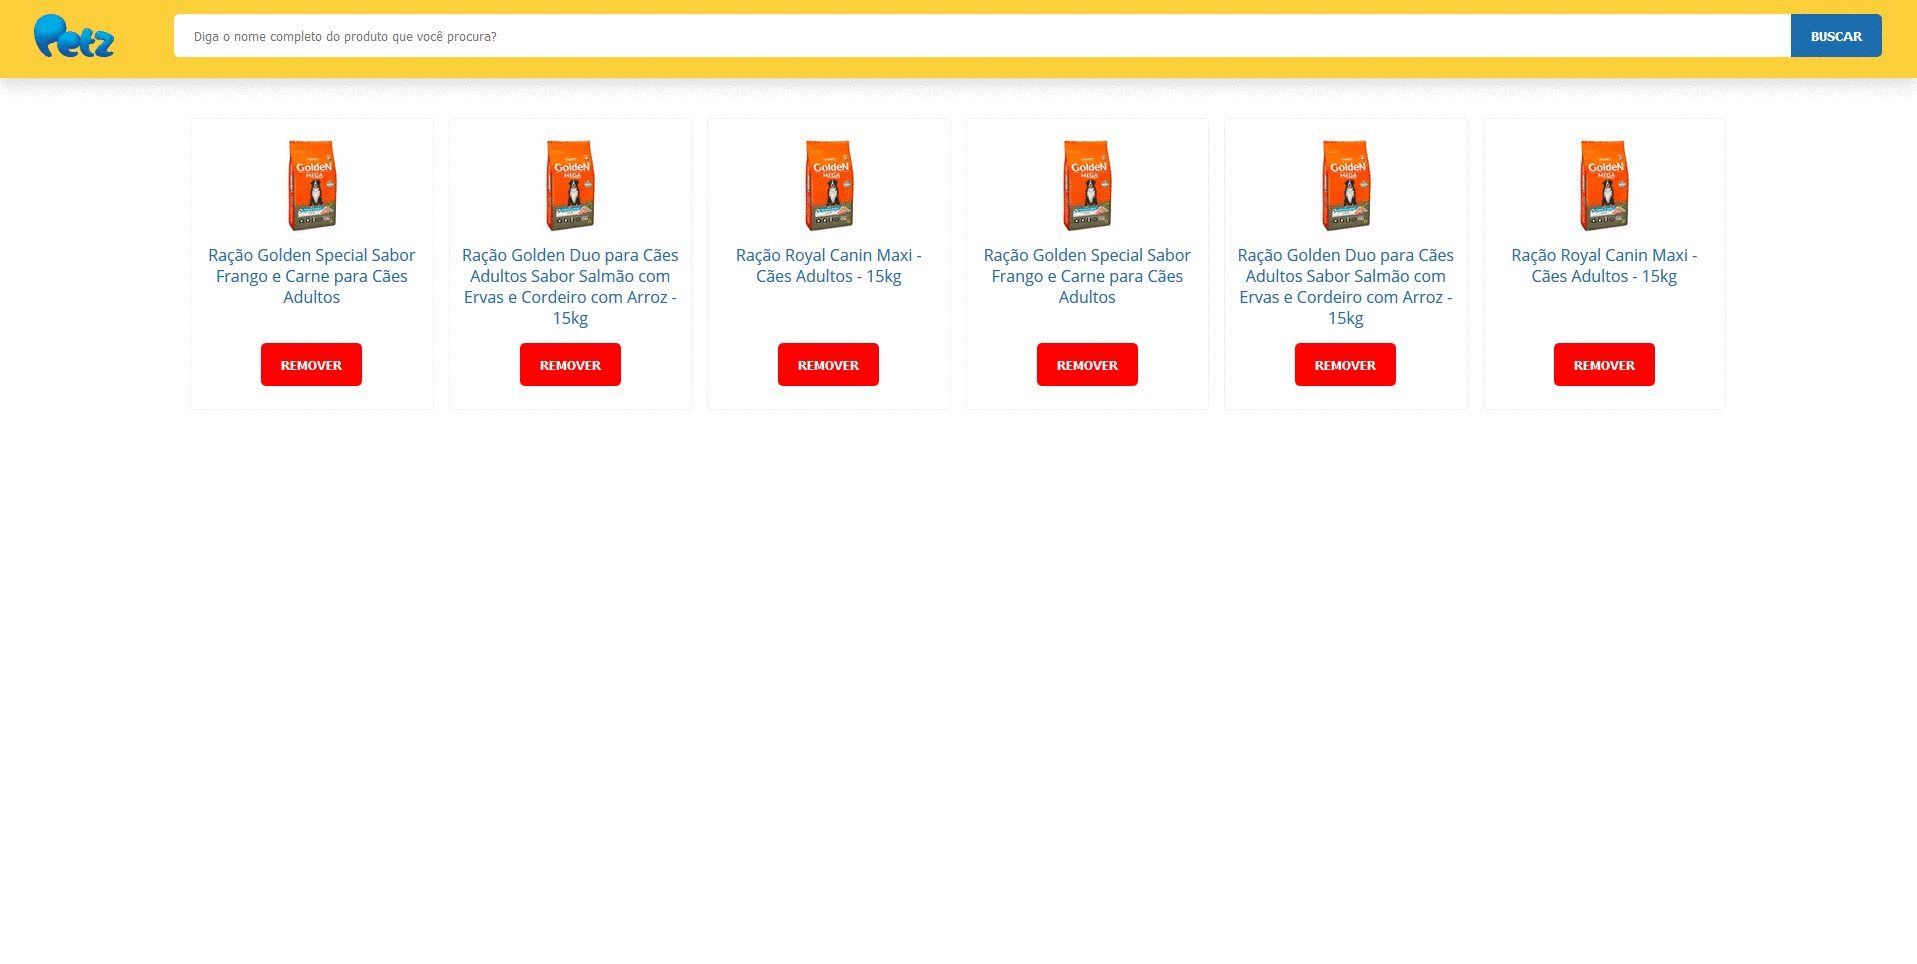 Petz
Diga o nome completo do produto que você procura?
BUSCAR
GoldeN
MEGA
Ração Golden Special Sabor
Frango e Carne para Cães
Adultos
REMOVER
GoldeN
MEGA
Ração Golden Duo para Cães
Adultos Sabor Salmão com
Ervas e Cordeiro com Arroz -
15kg
REMOVER
GoldeN
MEGA
Ração Royal Canin Maxi -
Cães Adultos - 15kg
REMOVER
GoldeN
MEGA
Ração Golden Special Sabor
Frango e Carne para Cães
Adultos
REMOVER
GoldeN
MEGA
Ração Golden Duo para Cães
Adultos Sabor Salmão com
Ervas e Cordeiro com Arroz -
15kg
REMOVER
GoldeN
MEGA
Ração Royal Canin Maxi -
Cães Adultos - 15kg
REMOVER